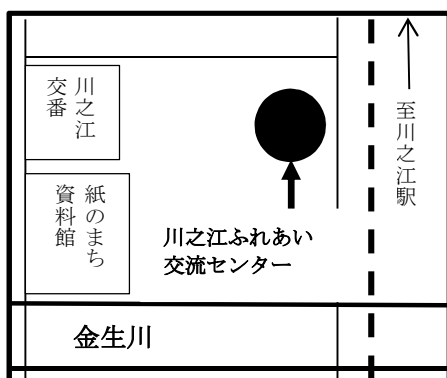 川之江
交番
紙のまち
資料館
川之江ふれあい
交流センター
至川之江駅
金生川